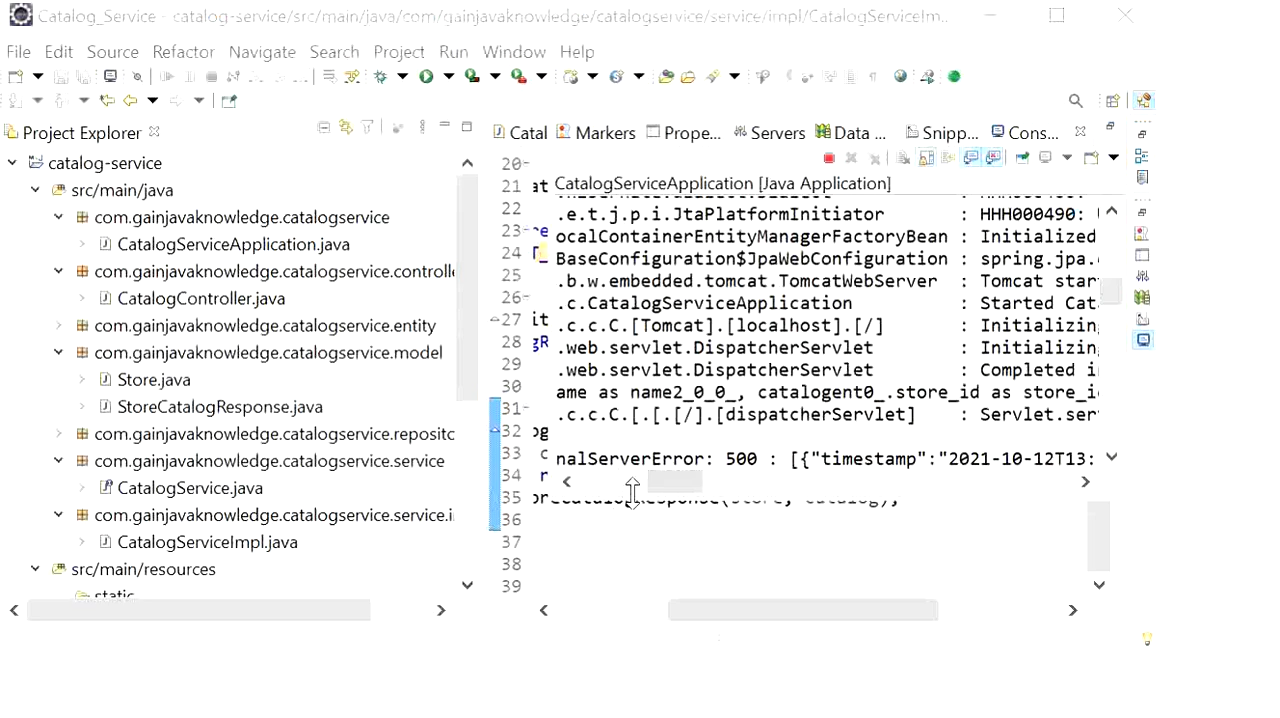 Catalog_Service - catalog-service/src/main/java/com/gainjavaknowledge/catalogservice/service/impl/CatalogServiceIm...
File Edit Source Refactor Navigate Search Project Run Window Help
Project Explorer
catalog-service
src/main/java
com.gainjavaknowledge.catalogservice
CatalogServiceApplication.java
com.gainjavaknowledge.catalogservice.controlle
CatalogController.java
com.gainjavaknowledge.catalogservice.entity
com.gainjavaknowledge.catalogservice.model
Store.java
StoreCatalogResponse.java
com.gainjavaknowledge.catalogservice.reposito
com.gainjavaknowledge.catalogservice.service
CatalogService.java
com.gainjavaknowledge.catalogservice.service.i
CatalogServiceImpl.java
src/main/resources
static
Catal Markers Prope... Servers Data ... Snipp... Cons...
CatalogServiceApplication [Java Application]
20
21
22
23
24
25
26
27
28
29
30
31
32
33
34
35
36
37
38
39
.e.t.j.p.i.JtaPlatformInitiator : HHH000490:
ocalContainerEntityManagerFactoryBean : Initialized
BaseConfiguration$JpaWebConfiguration : spring.jpa.
.b.w.embedded.tomcat.TomcatWebServer : Tomcat star
.c.CatalogServiceApplication : Started Cat
.c.c.C.[Tomcat].[localhost].[/] : Initializing
.web.servlet.DispatcherServlet : Initializing
.web.servlet.DispatcherServlet : Completed i
ame as name2_0_0_, catalogent0_.store_id as store_i
.c.c.C.[.[.[/].[dispatcherServlet] : Servlet.ser
nalServerError: 500 : [{"timestamp":"2021-10-12T13: